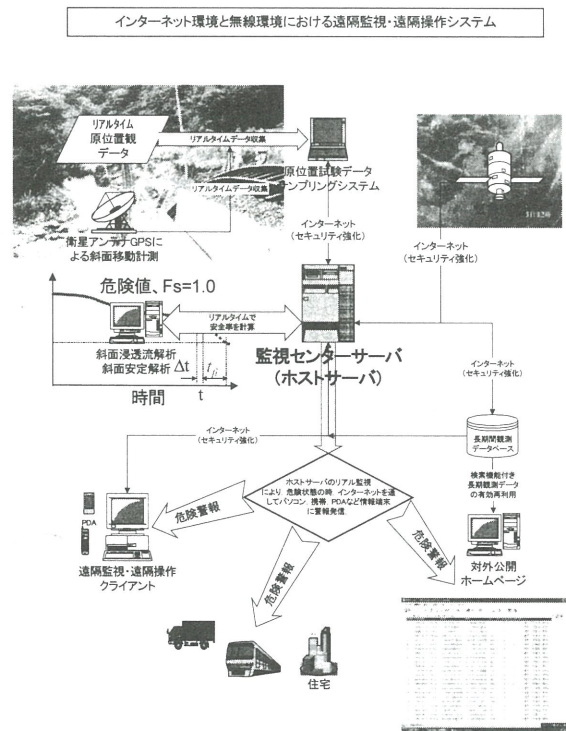 インターネット環境と無線環境における遠隔監視・遠隔操作システム
リアルタイム
原位置観
データ
リアルタイムデータ収集
リアルタイムデータ収集
原位置試験データ
ンプリングシステム
衛星アンテナGPSに
よる斜面移動計測
インターネット
(セキュリティ強化)
インターネット
(セキュリティ強化)
危険値、Fs=1.0
リアルタイムで
安全率を計算
斜面浸透流解析
斜面安定解析
Δt
時間
t
監視センターサーバ
(ホストサーバ)
インターネット
(セキュリティ強化)
インターネット
(セキュリティ強化)
長期間観測
データベース
検索機能付き
長期観測データ
の有効再利用
ホストサーバのリアル監視
により、危険状態の時、インターネットを通
してパソコン、携帯、PDAなど情報端末
に警報発信.
PDA
危険警報
危険警報
危険警報
遠隔監視・遠隔操作
クライアント
対外公開
ホームページ
住宅